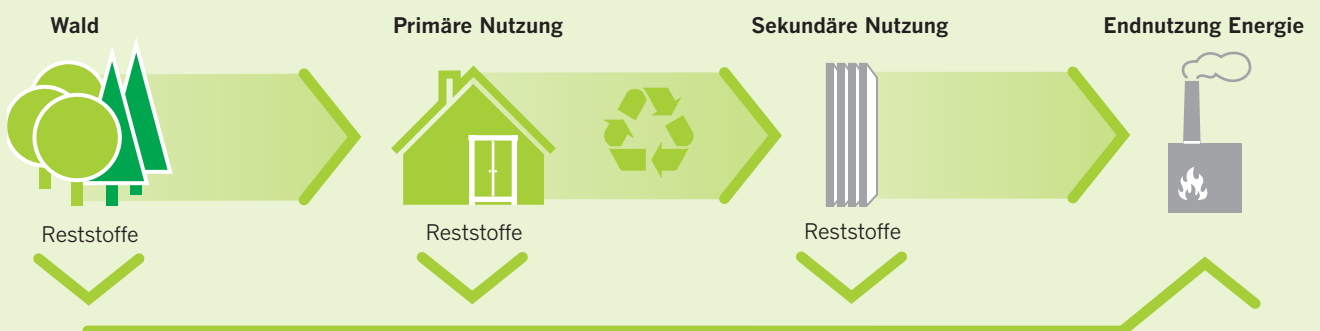 Wald
Primäre Nutzung
Sekundäre Nutzung
Endnutzung Energie
Reststoffe
Reststoffe
Reststoffe